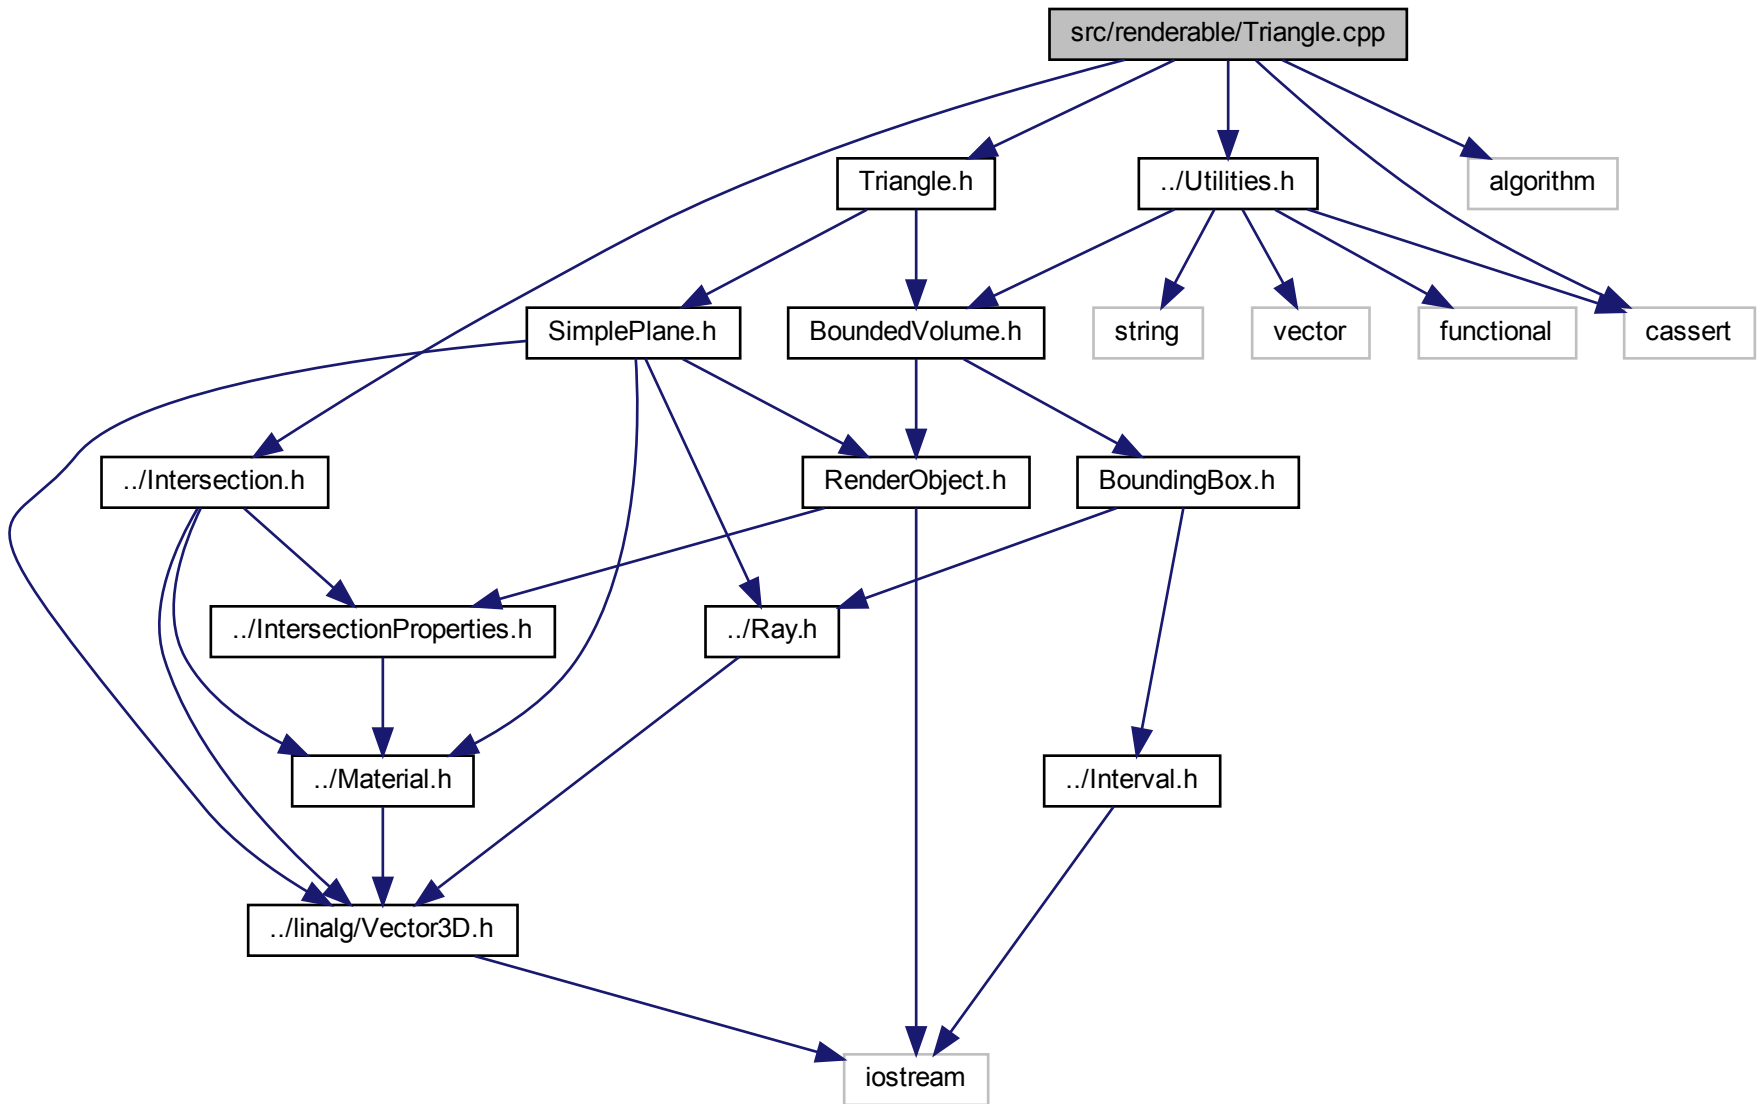 src/renderable/Triangle.cpp
Triangle.h
../Utilities.h
algorithm
SimplePlane.h
BoundedVolume.h
string
vector
functional
cassert
../Intersection.h
RenderObject.h
BoundingBox.h
../IntersectionProperties.h
../Ray.h
../Material.h
../Interval.h
../linalg/Vector3D.h
iostream